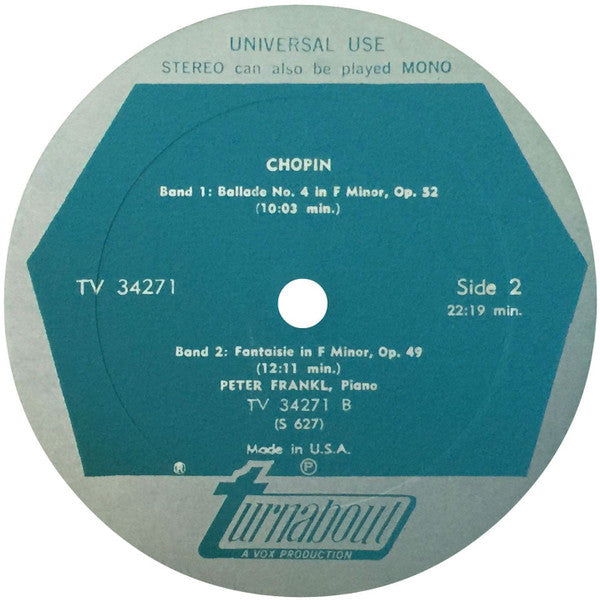 UNIVERSAL USE
STEREO can also be played MONO
CHOPIN
Band 1: Ballade No. 4 in F Minor, Op. 52
(10:03 min.)
TV 34271
Side 2
22:19 min.
Band 2: Fantaisie in F Minor, Op. 49
(12:11 min.)
PETER FRANKL, Piano
TV 34271 B
(S 627)
Made in U.S.A.
® ℗
turnabout
A VOX PRODUCTION